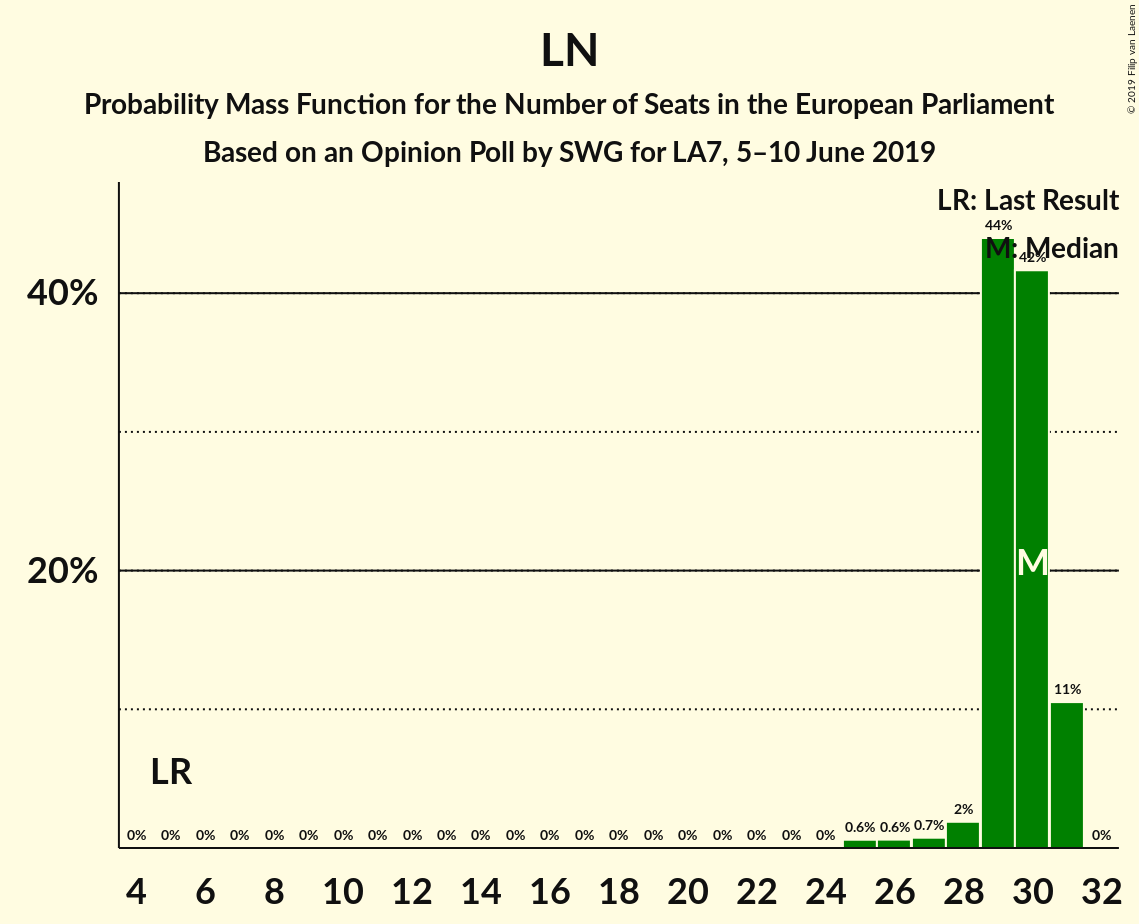 LN
Probability Mass Function for the Number of Seats in the European Parliament
Based on an Opinion Poll by SWG for LA7, 5–10 June 2019
© 2019 Filip van Laenen
LR: Last Result
M: Median
44%
42%
40%
20%
M
11%
LR
0% 0% 0% 0% 0% 0% 0% 0% 0% 0% 0% 0% 0% 0% 0% 0% 0% 0% 0% 0% 0% 0.6% 0.6% 0.7% 2% 0%
4 6 8 10 12 14 16 18 20 22 24 26 28 30 32